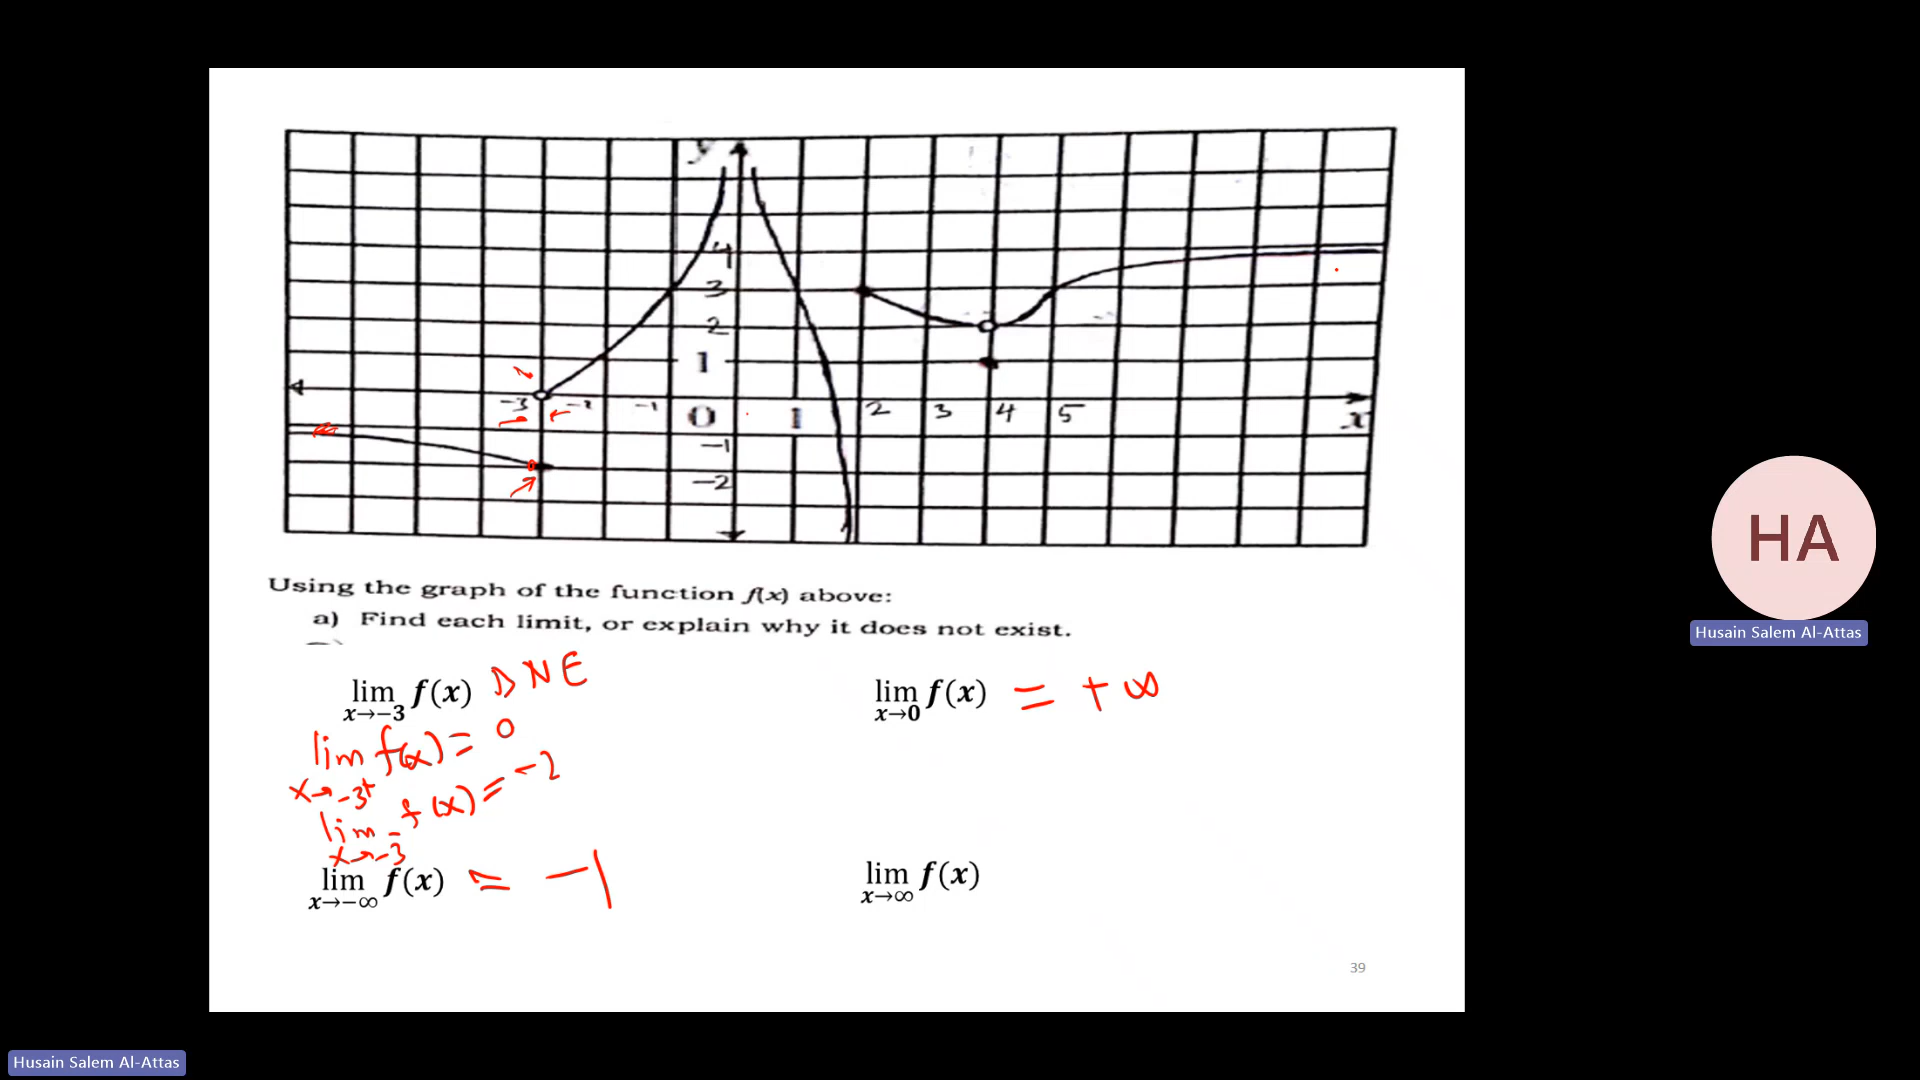 y
4
3
2
1
-3 -2 -1 0 1 2 3 4 5 x
-1
-2
Using the graph of the function f(x) above:
a) Find each limit, or explain why it does not exist.
lim f(x) DNE
x→-3
lim f(x) = 0
x→-3+
lim f(x) = -2
x→-3-
lim f(x) = -1
x→-∞
lim f(x) = +∞
x→0
lim f(x)
x→∞
39
HA
Husain Salem Al-Attas
Husain Salem Al-Attas